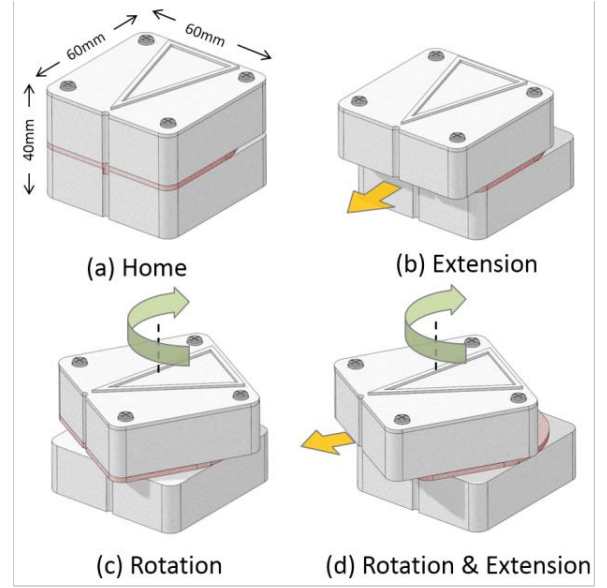 60mm
60mm
40mm
(a) Home
(b) Extension
(c) Rotation
(d) Rotation & Extension